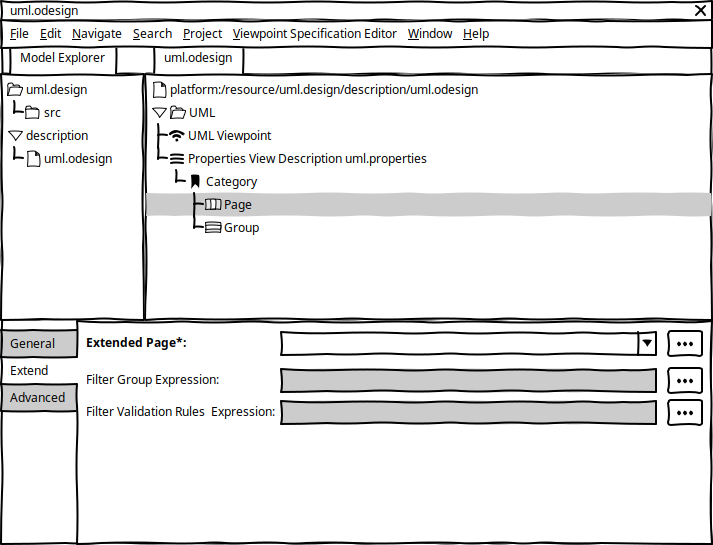 uml.odesign
File Edit Navigate Search Project Viewpoint Specification Editor Window Help
Model Explorer
uml.odesign
uml.design
src
description
uml.odesign
platform:/resource/uml.design/description/uml.odesign
UML
UML Viewpoint
Properties View Description uml.properties
Category
Page
Group
General
Extend
Advanced
Extended Page*:
Filter Group Expression:
Filter Validation Rules Expression: